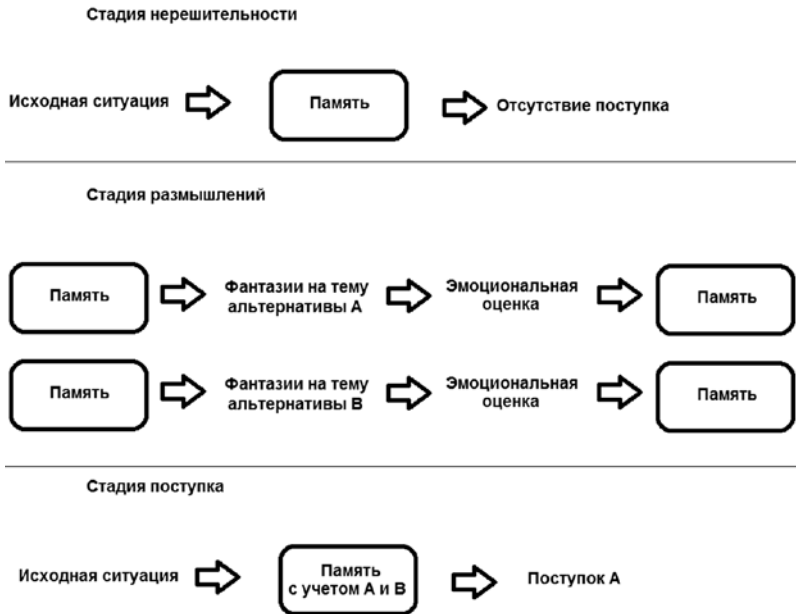 Стадия нерешительности
Исходная ситуация
Память
Отсутствие поступка
Стадия размышлений
Память
Фантазии на тему
альтернативы А
Эмоциональная
оценка
Память
Память
Фантазии на тему
альтернативы В
Эмоциональная
оценка
Память
Стадия поступка
Исходная ситуация
Память
с учетом А и В
Поступок А